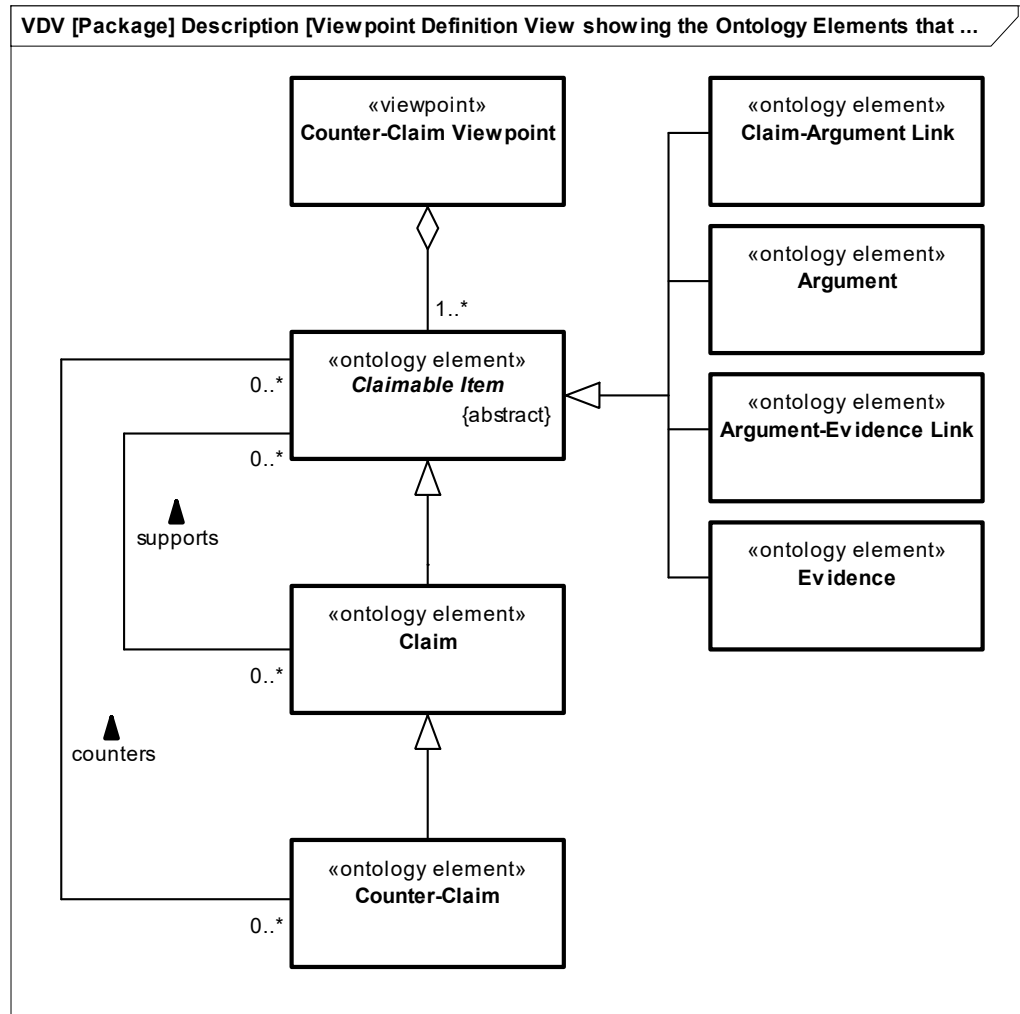 VDV [Package] Description [Viewpoint Definition View showing the Ontology Elements that ...
«viewpoint»
Counter-Claim Viewpoint
«ontology element»
Claim-Argument Link
«ontology element»
Argument
1..*
«ontology element»
Claimable Item
{abstract}
0..*
0..*
«ontology element»
Argument-Evidence Link
supports
«ontology element»
Evidence
«ontology element»
Claim
0..*
counters
«ontology element»
Counter-Claim
0..*